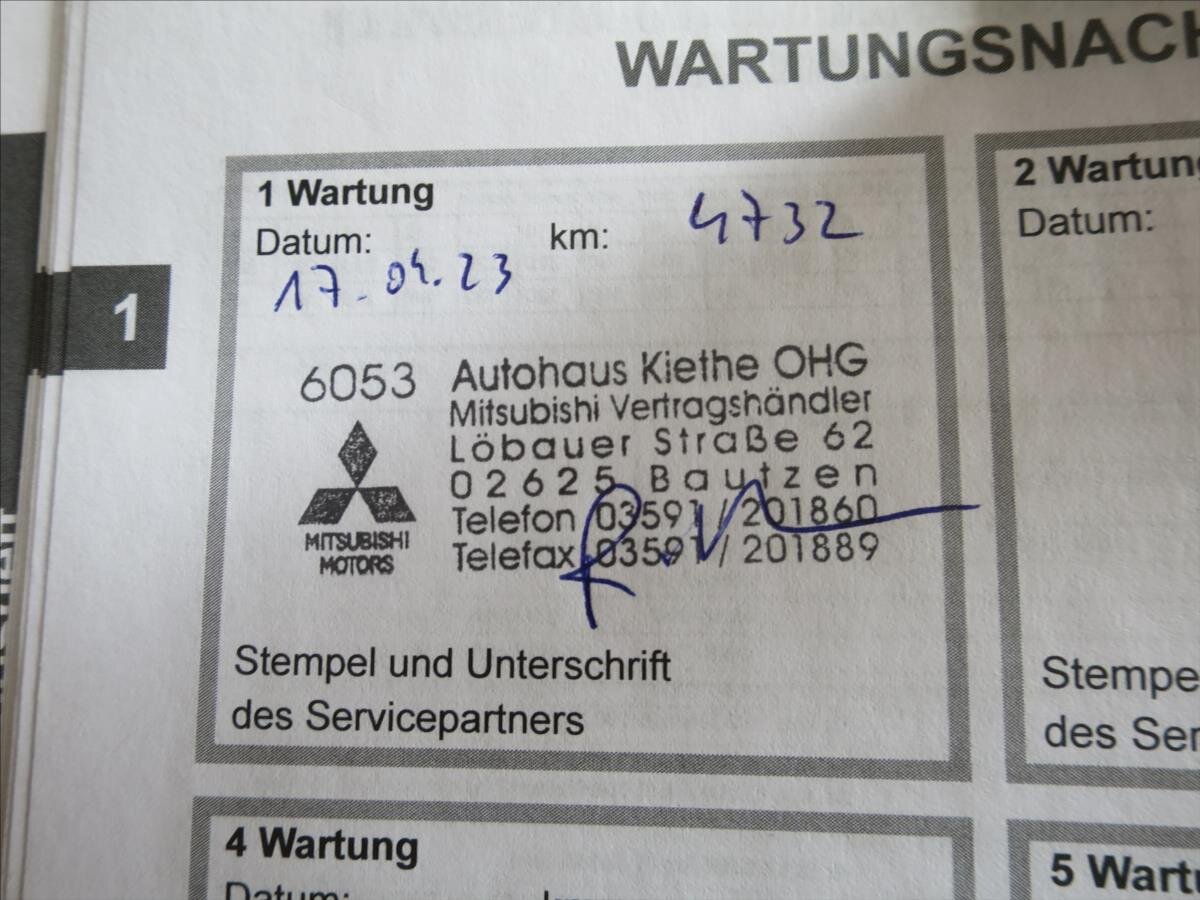 WARTUNGSNACH
1 Wartung
Datum: km: 4732
17.04.23
1
6053
MITSUBISHI
MOTORS
Autohaus Kiethe OHG
Mitsubishi Vertragshändler
Löbauer Straße 62
02625 Bautzen
Telefon 03591/201860
Telefax 03591/201889
Stempel und Unterschrift
des Servicepartners
2 Wartung
Datum:
Stempe
des Ser
4 Wartung
Datum:
5 Wartu